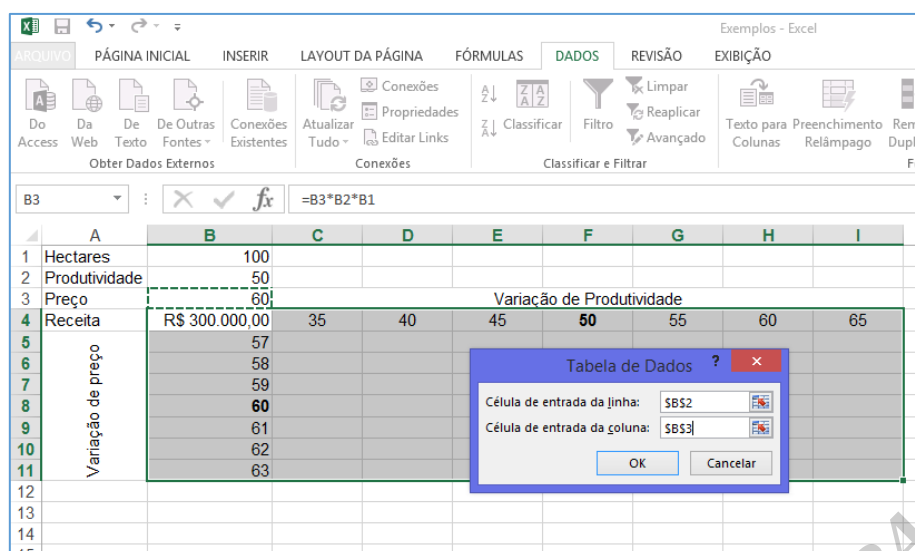 Exemplos - Excel
ARQUIVO PÁGINA INICIAL INSERIR LAYOUT DA PÁGINA FÓRMULAS DADOS REVISÃO EXIBIÇÃO
Do Access
Da Web
De Texto
De Outras Fontes
Conexões Existentes
Obter Dados Externos
Atualizar Tudo
Conexões
Propriedades
Editar Links
Conexões
Classificar
Filtro
Limpar
Reaplicar
Avançado
Classificar e Filtrar
Texto para Colunas
Preenchimento Relâmpago
B3 fx =B3*B2*B1
A B C D E F G H I
1 Hectares 100
2 Produtividade 50
3 Preço 60 Variação de Produtividade
4 Receita R$ 300.000,00 35 40 45 50 55 60 65
Variação de preço
5 57
6 58
7 59
8 60
9 61
10 62
11 63
12
13
14
Tabela de Dados ? ×
Célula de entrada da linha: $B$2
Célula de entrada da coluna: $B$3
OK Cancelar